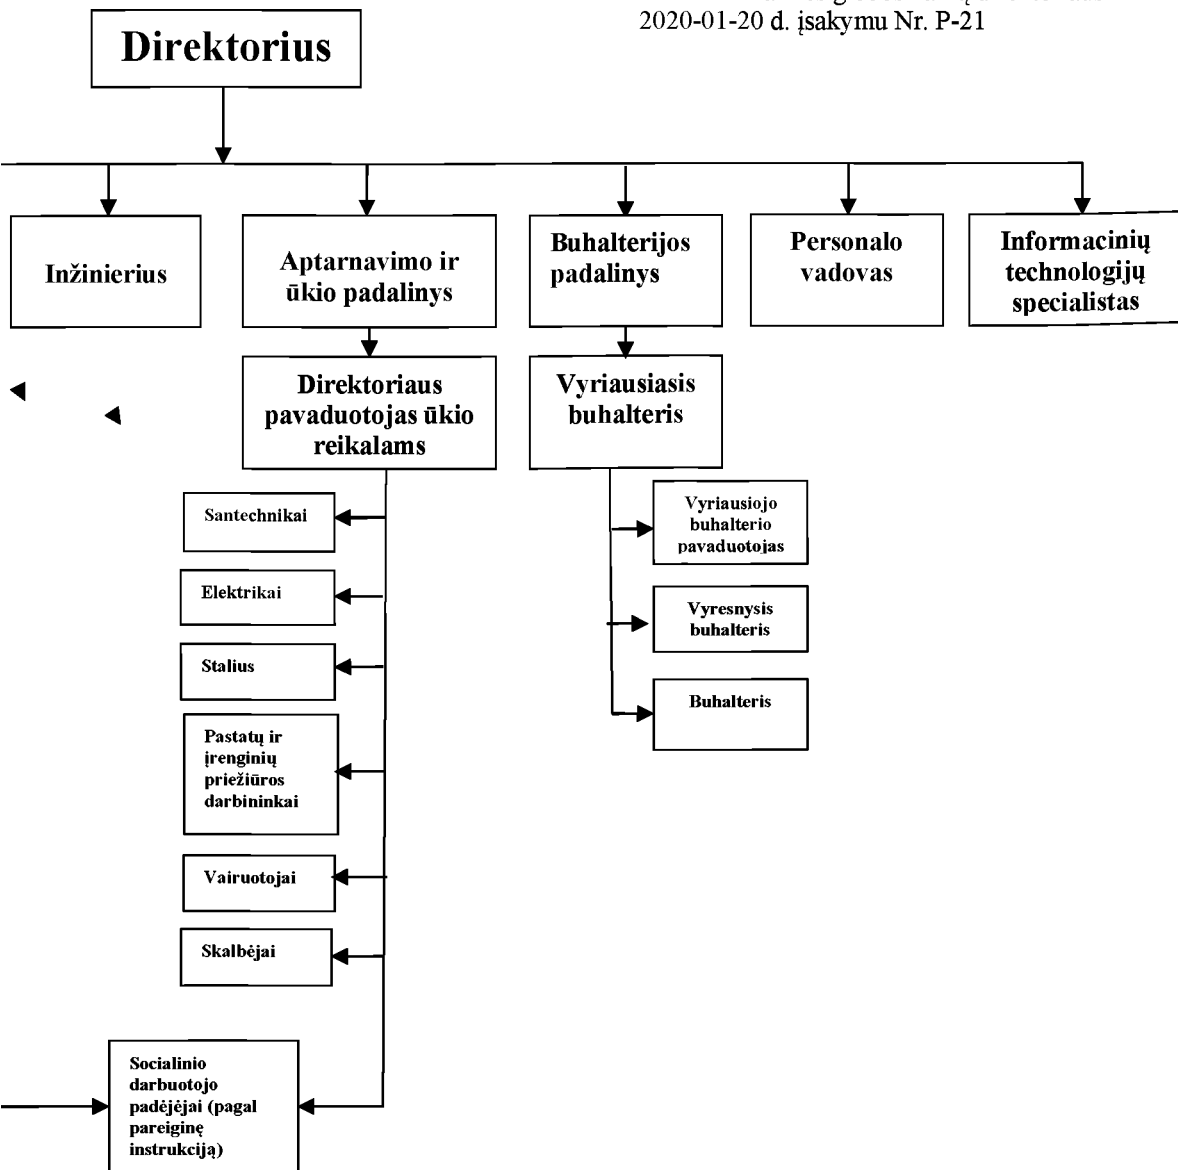 2020-01-20 d. įsakymu Nr. P-21
Direktorius
Inžinierius
Aptarnavimo ir
ūkio padalinys
Buhalterijos
padalinys
Personalo
vadovas
Informacinių
technologijų
specialistas
Direktoriaus
pavaduotojas ūkio
reikalams
Vyriausiasis
buhalteris
Santechnikai
Elektrikai
Stalius
Pastatų ir
įrenginių
priežiūros
darbininkai
Vairuotojai
Skalbėjai
Vyriausiojo
buhalterio
pavaduotojas
Vyresnysis
buhalteris
Buhalteris
Socialinio
darbuotojo
padėjėjai (pagal
pareiginę
instrukciją)